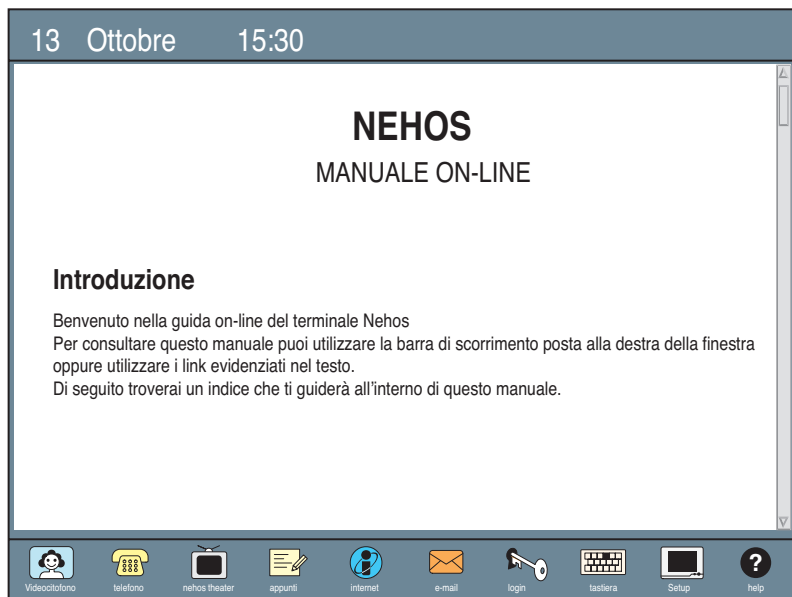 13 Ottobre 15:30
NEHOS
MANUALE ON-LINE
Introduzione
Benvenuto nella guida on-line del terminale Nehos
Per consultare questo manuale puoi utilizzare la barra di scorrimento posta alla destra della finestra
oppure utilizzare i link evidenziati nel testo.
Di seguito troverai un indice che ti guiderà all'interno di questo manuale.
Videocitofono telefono nehos theater appunti internet e-mail login tastiera Setup help